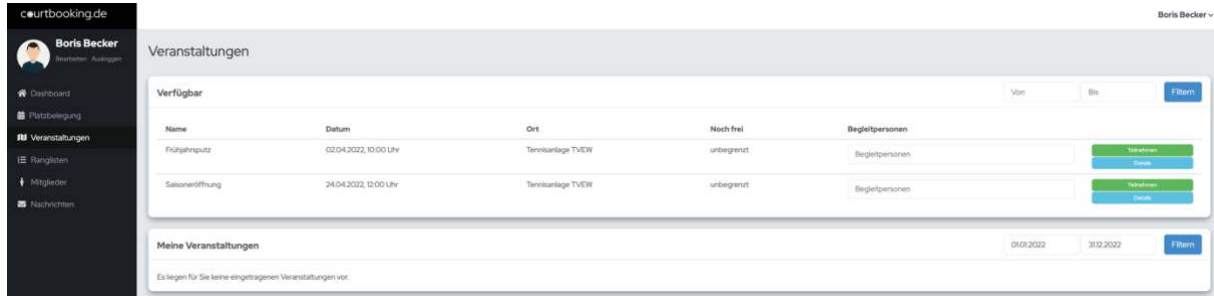 courtbooking.de
Boris Becker
Boris Becker
Bearbeiten Ausloggen
Dashboard
Platzbelegung
Veranstaltungen
Ranglisten
Mitglieder
Nachrichten
Veranstaltungen
Verfügbar
Von Bis Filtern
Name Datum Ort Noch frei Begleitpersonen
Frühjahrsputz 02.04.2022, 10:00 Uhr Tennisanlage TVEW unbegrenzt Begleitpersonen Teilnehmen
Details
Saisoneröffnung 24.04.2022, 12:00 Uhr Tennisanlage TVEW unbegrenzt Begleitpersonen Teilnehmen
Details
Meine Veranstaltungen 01.01.2022 31.12.2022 Filtern
Es liegen für Sie keine eingetragenen Veranstaltungen vor.